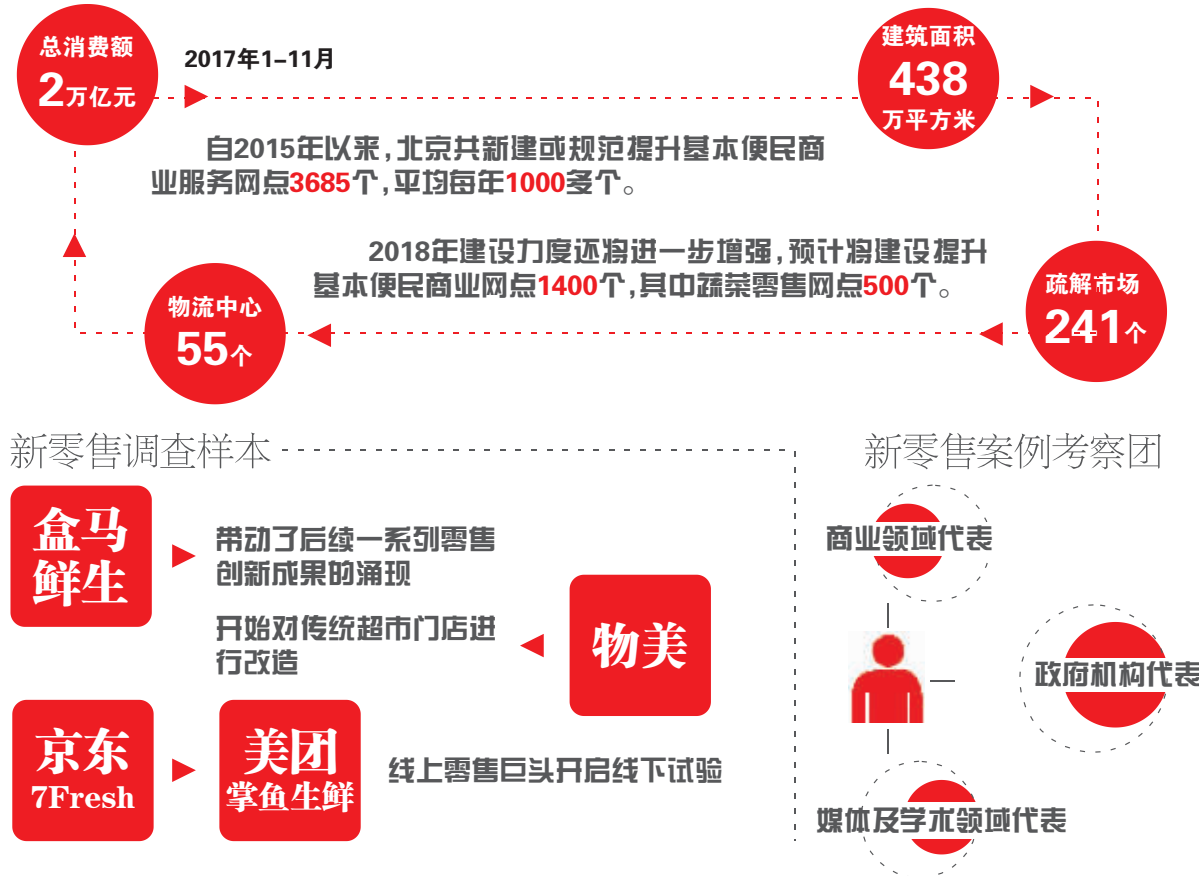 总消费额
2万亿元
2017年1-11月
建筑面积
438
万平方米
自2015年以来,北京共新建或规范提升基本便民商
业服务网点3685个,平均每年1000多个。
2018年建设力度还将进一步增强,预计将建设提升
基本便民商业网点1400个,其中蔬菜零售网点500个。
物流中心
55个
疏解市场
241个
新零售调查样本
盒马
鲜生
带动了后续一系列零售
创新成果的涌现
开始对传统超市门店进
行改造
物美
京东
7Fresh
美团
掌鱼生鲜
线上零售巨头开启线下试验
新零售案例考察团
商业领域代表
政府机构代表
媒体及学术领域代表